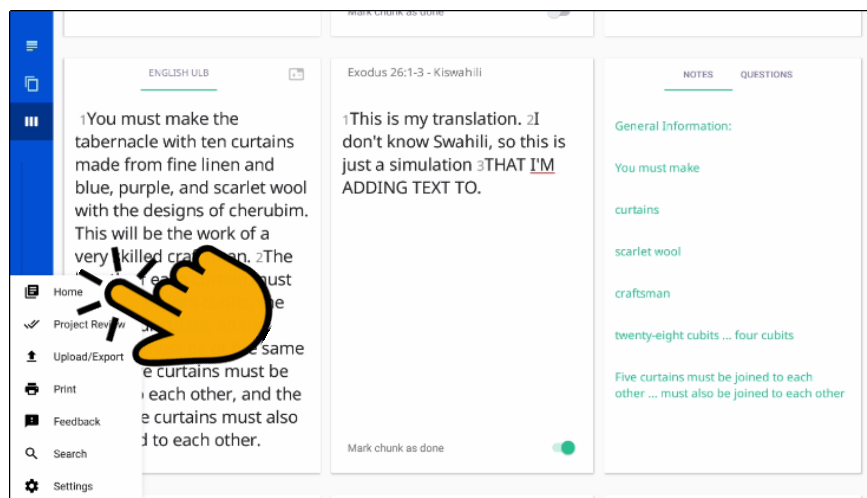 Mark chunk as done
ENGLISH ULB
1You must make the
tabernacle with ten curtains
made from fine linen and
blue, purple, and scarlet wool
with the designs of cherubim.
This will be the work of a
very skilled 2The
must
same
curtains must be
each other, and the
curtains must also
to each other.
Exodus 26:1-3 - Kiswahili
1This is my translation. 2I
don't know Swahili, so this is
just a simulation 3THAT I'M
ADDING TEXT TO.
Mark chunk as done
NOTES QUESTIONS
General Information:
You must make
curtains
scarlet wool
craftsman
twenty-eight cubits ... four cubits
Five curtains must be joined to each
other ... must also be joined to each other
Home
Project Review
Upload/Export
Print
Feedback
Search
Settings